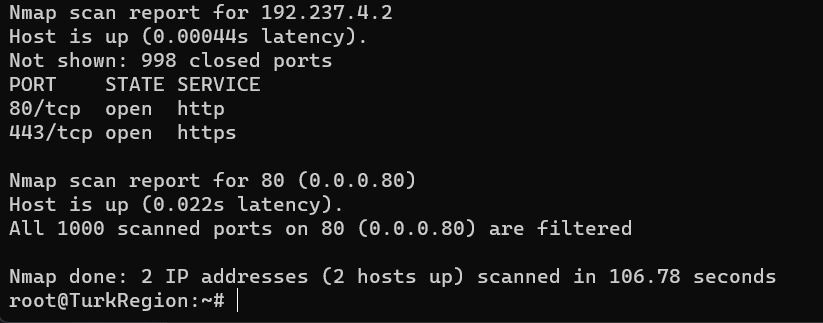 Nmap scan report for 192.237.4.2
Host is up (0.00044s latency).
Not shown: 998 closed ports
PORT    STATE SERVICE
80/tcp  open  http
443/tcp open  https
Nmap scan report for 80 (0.0.0.80)
Host is up (0.022s latency).
All 1000 scanned ports on 80 (0.0.0.80) are filtered
Nmap done: 2 IP addresses (2 hosts up) scanned in 106.78 seconds
root@TurkRegion:~#